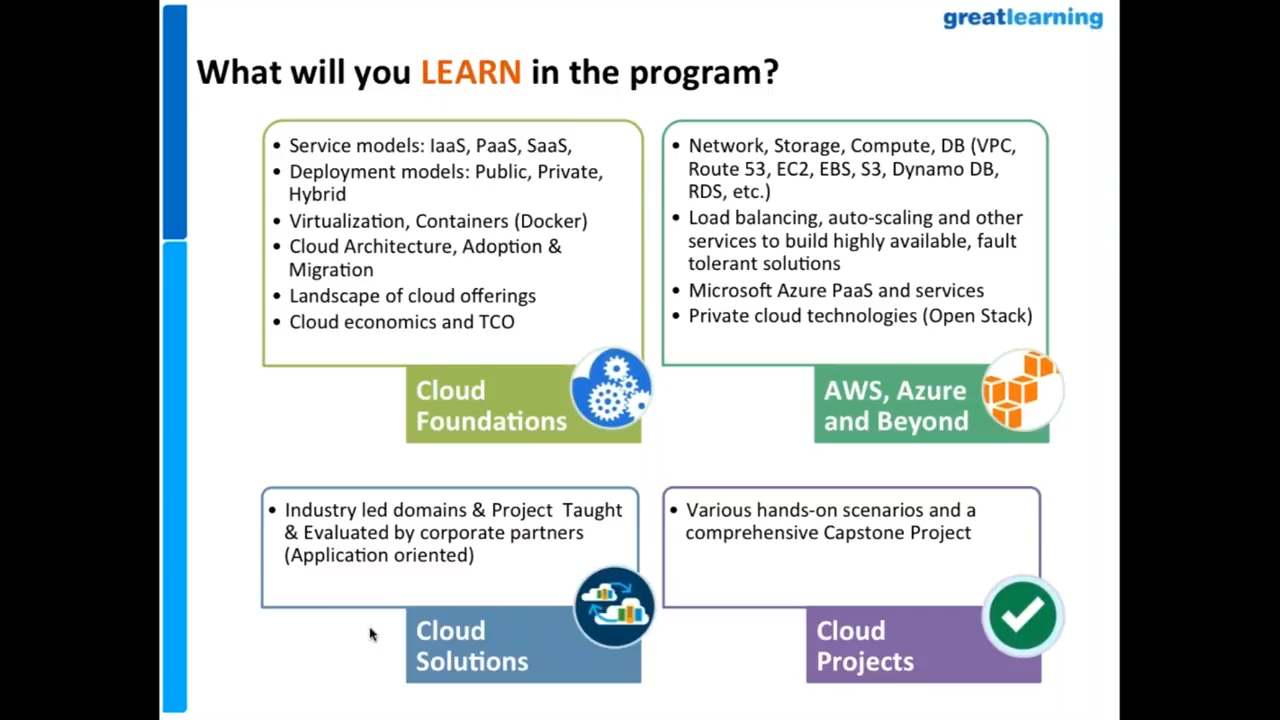 greatlearning
What will you LEARN in the program?
• Service models: IaaS, PaaS, SaaS,
• Deployment models: Public, Private,
Hybrid
• Virtualization, Containers (Docker)
• Cloud Architecture, Adoption &
Migration
• Landscape of cloud offerings
• Cloud economics and TCO
Cloud
Foundations
• Network, Storage, Compute, DB (VPC,
Route 53, EC2, EBS, S3, Dynamo DB,
RDS, etc.)
• Load balancing, auto-scaling and other
services to build highly available, fault
tolerant solutions
• Microsoft Azure PaaS and services
• Private cloud technologies (Open Stack)
AWS, Azure
and Beyond
• Industry led domains & Project Taught
& Evaluated by corporate partners
(Application oriented)
Cloud
Solutions
• Various hands-on scenarios and a
comprehensive Capstone Project
Cloud
Projects